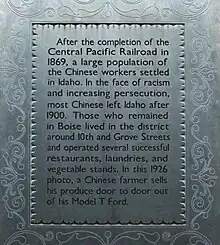 After the completion of the
Central Pacific Railroad in
1869, a large population of
the Chinese workers settled
in Idaho. In the face of racism
and increasing persecution,
most Chinese left Idaho after
1900. Those who remained
in Boise lived in the district
around 10th and Grove Streets
and operated several successful
restaurants, laundries, and
vegetable stands. In this 1926
photo, a Chinese farmer sells
his produce door to door out
of his Model T Ford.